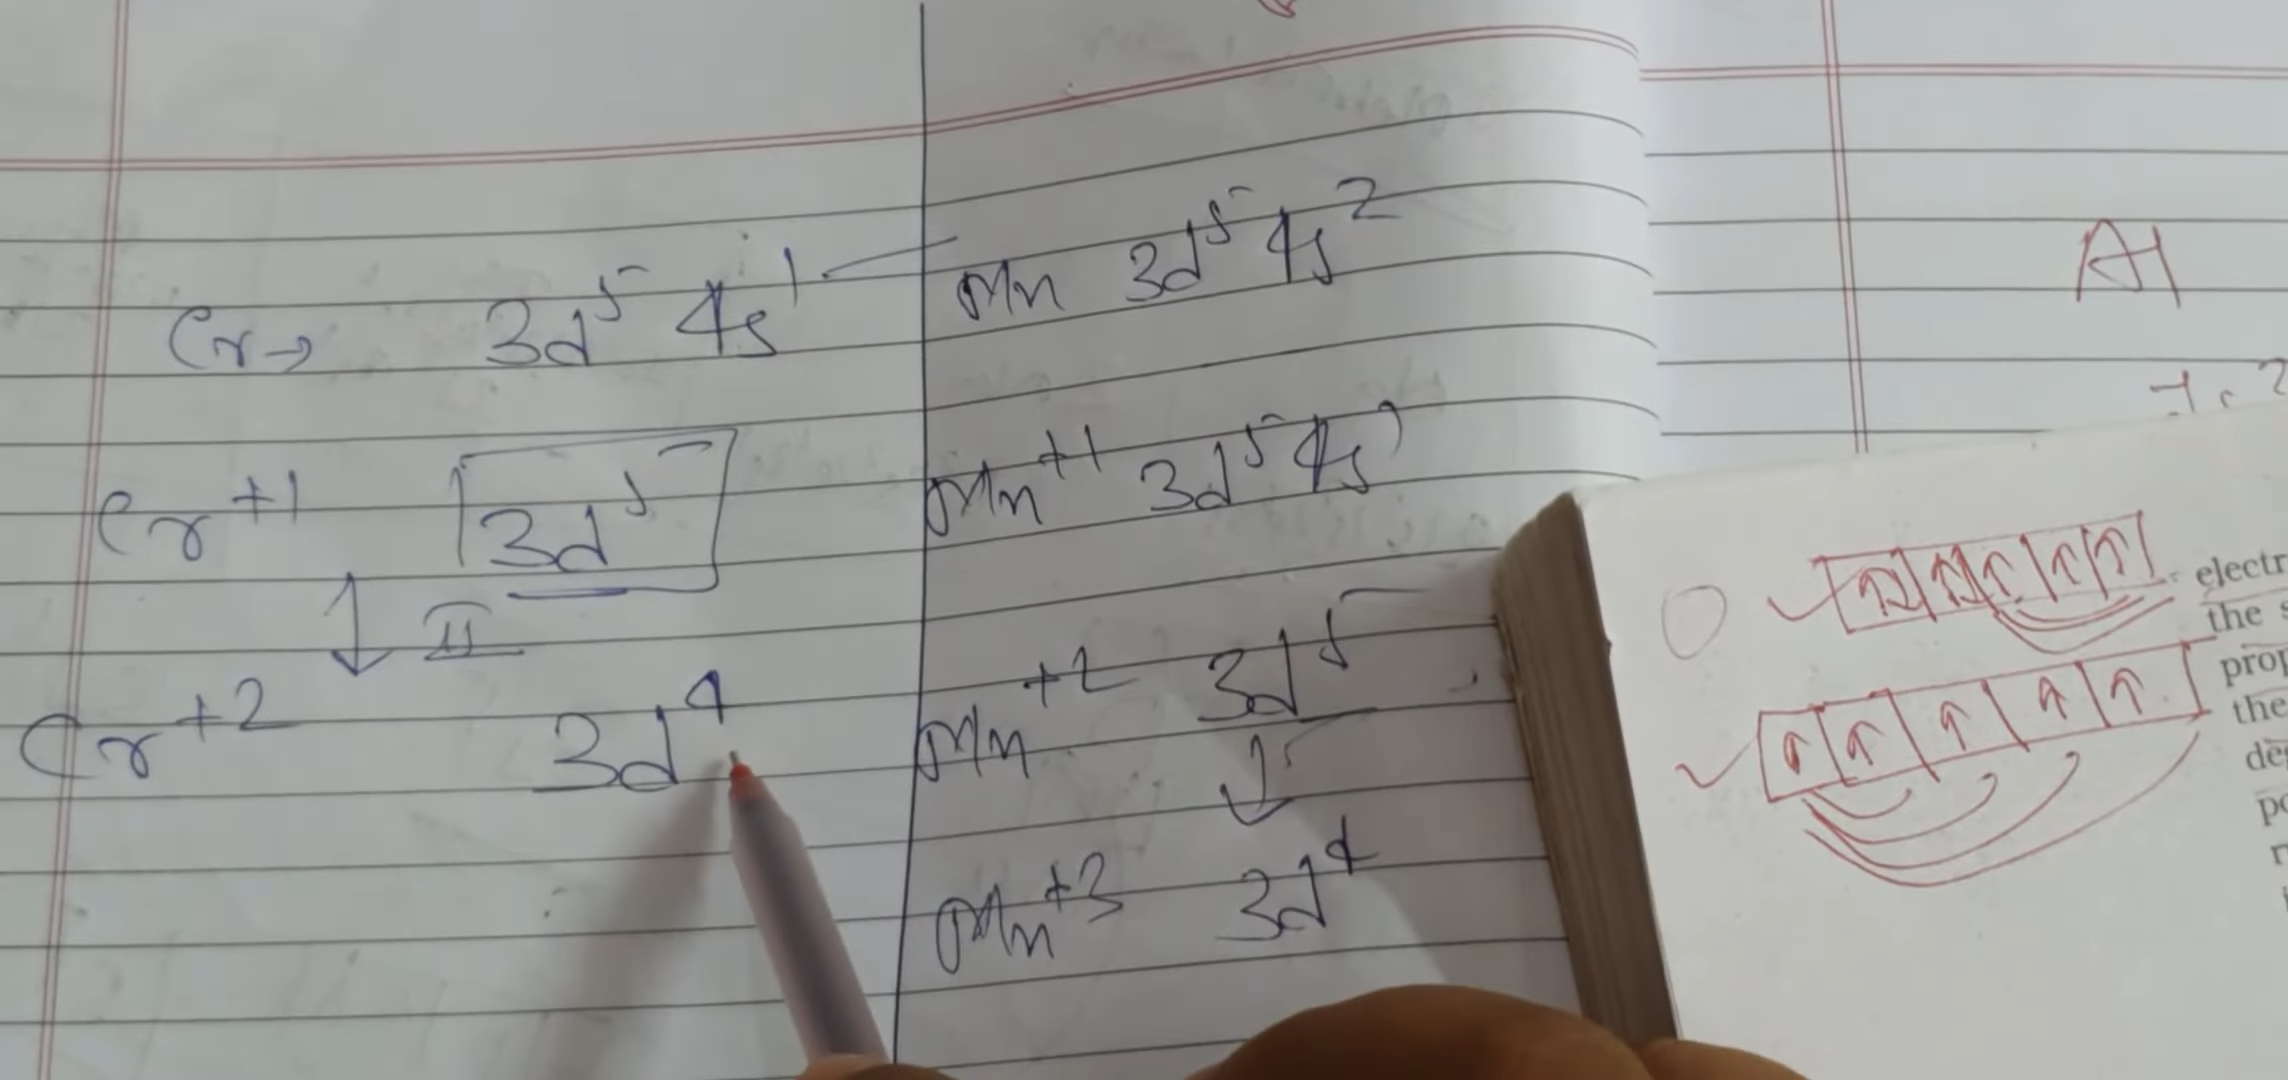 Cr → 3d⁵ 4s¹
Cr⁺¹ 3d⁵
II
Cr⁺² 3d⁴
Mn 3d⁵ 4s²
Mn⁺¹ 3d⁵ 4s¹
Mn⁺² 3d⁵
Mn⁺³ 3d⁴
electr
the
prop
the